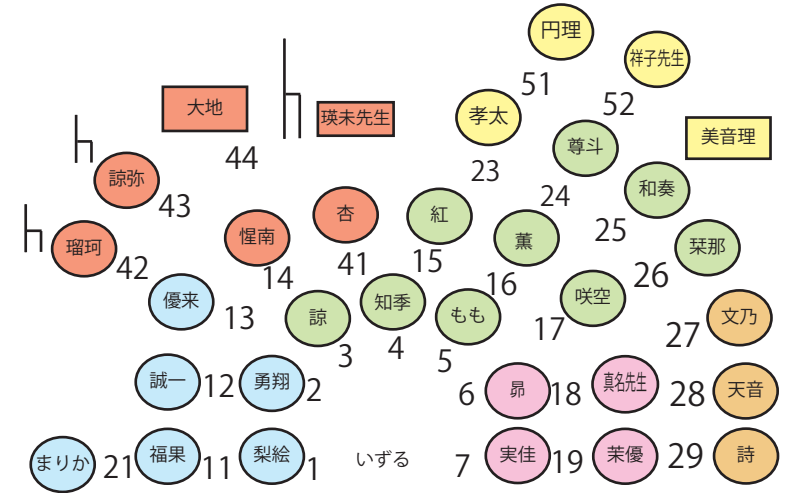 円理
祥子先生
51
大地
瑛未先生
孝太
52
美音理
44
尊斗
諒弥
23
和奏
43
24
惺南
杏
紅
薫
25
栞那
瑠珂
42
14
41
15
16
26
優来
13
諒
知季
もも
咲空
17
文乃
27
3
4
5
誠一
12
勇翔
2
6
昴
18
真名先生
28
天音
まりか
21
福果
11
梨絵
1
いずる
7
実佳
19
茉優
29
詩